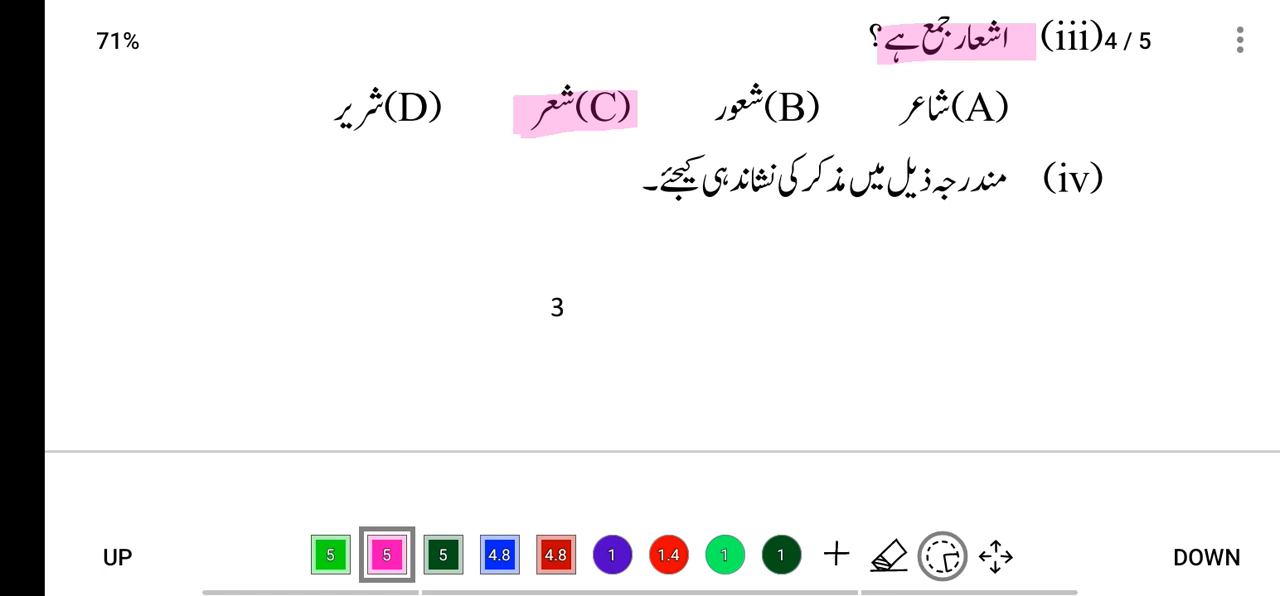 71%
(iii) اشعار جمع ہے؟
4 / 5
(A) شاعر (B) شعور (C) شعر (D) شریر
(iv) مندرجہ ذیل میں مذکر کی نشاندہی کیجئے۔
3
UP 5 5 5 4.8 4.8 1 1.4 1 1 DOWN